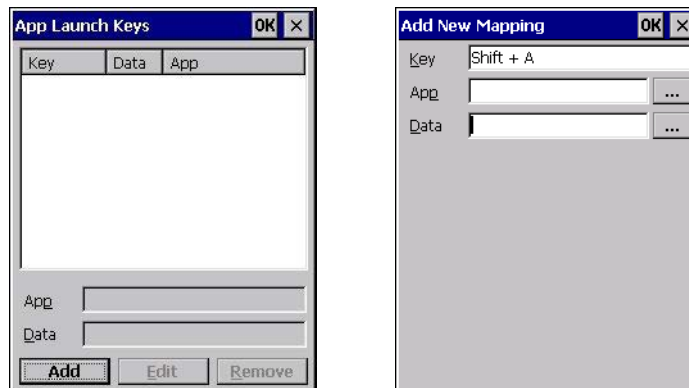 App Launch Keys OK ×
Key Data App
App
Data
Add Edit Remove
Add New Mapping OK ×
Key Shift + A
App ...
Data ...